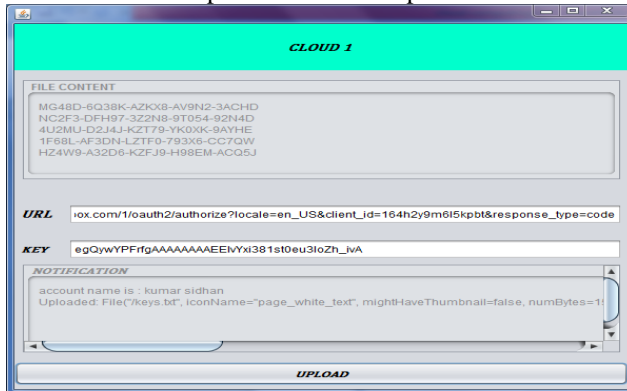 CLOUD 1
FILE CONTENT
MG48D-6Q38K-AZKX8-AV9N2-3ACHD
NC2F3-DFH97-3Z2N8-9T054-92N4D
4U2MU-D2J4J-KZT79-YK0XK-9AYHE
1F68L-AF3DN-LZTF0-793X6-CC7QW
HZ4W9-A32D6-KZFJ9-H98EM-ACQ5J
URL ox.com/1/oauth2/authorize?locale=en_US&client_id=164h2y9m6l5kpbt&response_type=code
KEY egQywYPFrfgAAAAAAAAEElvYxi381st0eu3loZh_ivA
NOTIFICATION
account name is : kumar sidhan
Uploaded: File("/keys.txt", iconName="page_white_text", mightHaveThumbnail=false, numBytes=1
UPLOAD